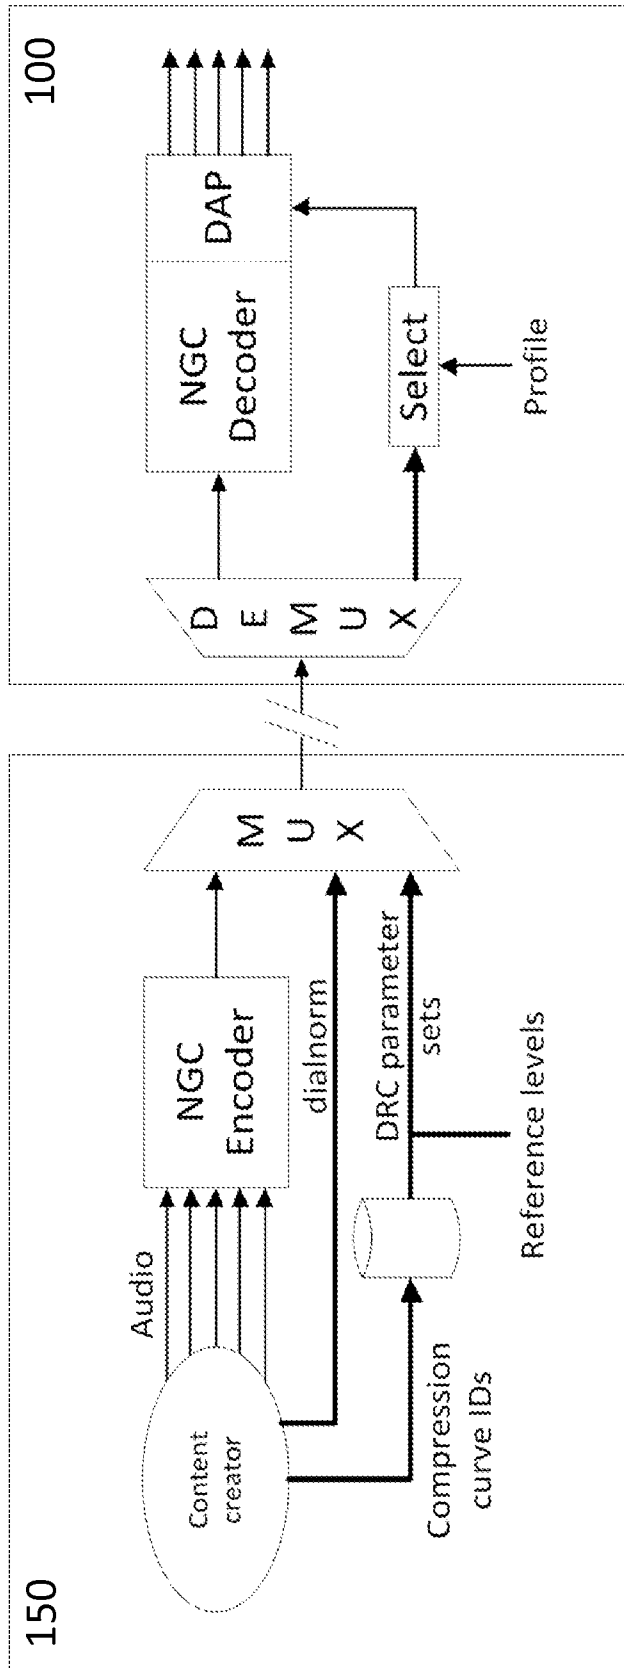 150
Content
creator
Audio
Compression
curve IDs
NGC
Encoder
dialnorm
DRC parameter
sets
Reference levels
M
U
X
100
D
E
M
U
X
NGC
Decoder
DAP
Select
Profile